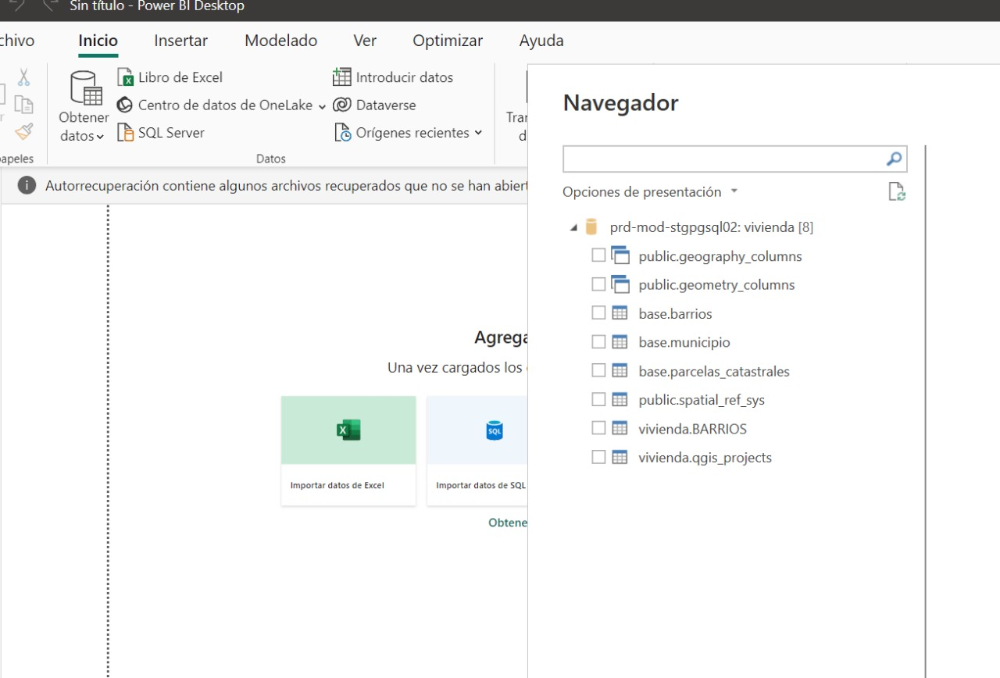 Sin título - Power BI Desktop
chivo Inicio Insertar Modelado Ver Optimizar Ayuda
Libro de Excel
Centro de datos de OneLake
SQL Server
Obtener
datos
Introducir datos
Dataverse
Orígenes recientes
Tran
d
apeles
Datos
Autorrecuperación contiene algunos archivos recuperados que no se han abiert
Agrega
Una vez cargados los
Importar datos de Excel
SQL
Importar datos de SQL
Obtene
Navegador
Opciones de presentación
prd-mod-stgpgsql02: vivienda [8]
public.geography_columns
public.geometry_columns
base.barrios
base.municipio
base.parcelas_catastrales
public.spatial_ref_sys
vivienda.BARRIOS
vivienda.qgis_projects